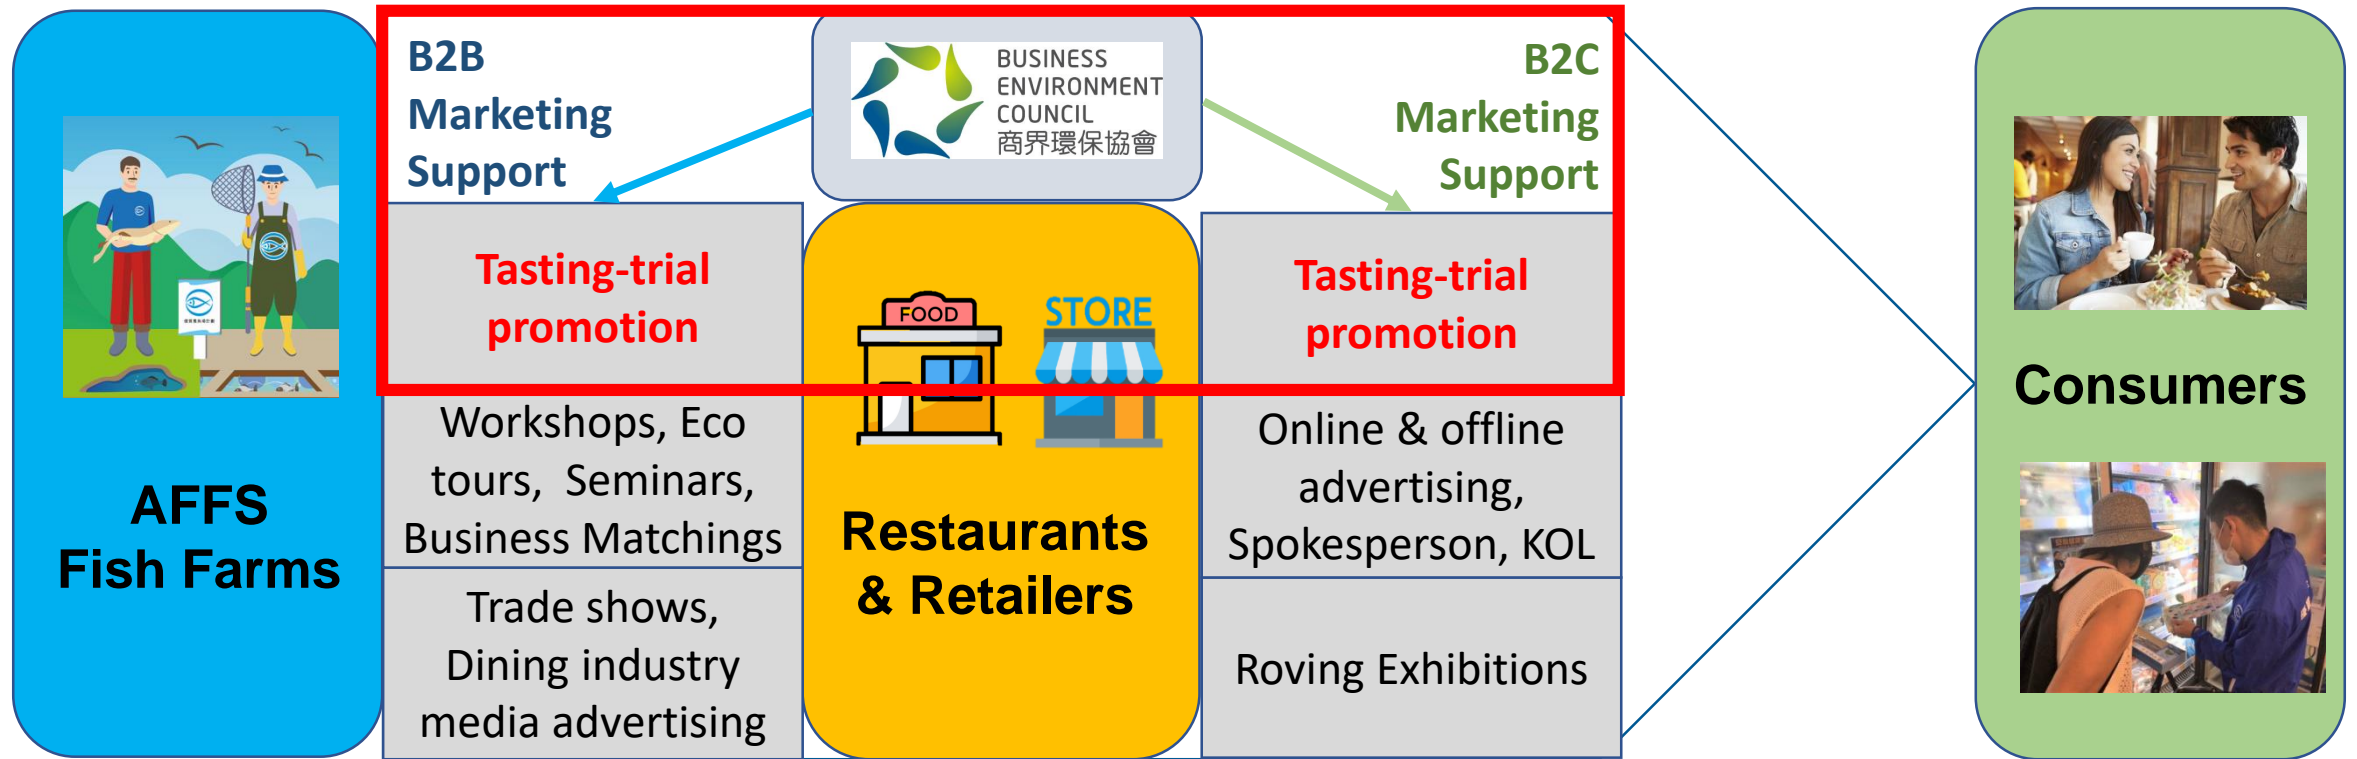 AFFS
Fish Farms
B2B
Marketing
Support
Tasting-trial
promotion
Workshops, Eco
tours, Seminars,
Business Matchings
Trade shows,
Dining industry
media advertising
BUSINESS
ENVIRONMENT
COUNCIL
商界環保協會
FOOD
STORE
Restaurants
& Retailers
B2C
Marketing
Support
Tasting-trial
promotion
Online & offline
advertising,
Spokesperson, KOL
Roving Exhibitions
Consumers